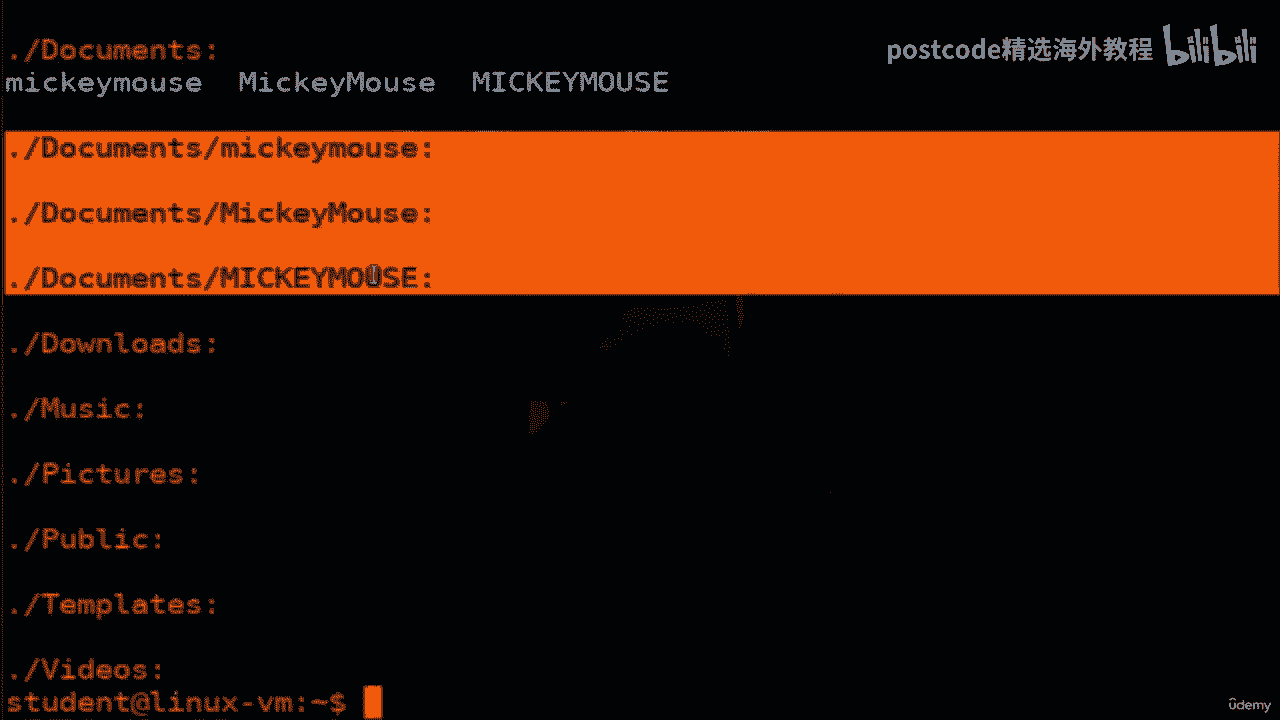 ./Documents:
postcode精选海外教程 bilibili
mickeymouse  MickeyMouse  MICKEYMOUSE
./Documents/mickeymouse:
./Documents/MickeyMouse:
./Documents/MICKEYMOUSE:
./Downloads:
./Music:
./Pictures:
./Public:
./Templates:
./Videos:
student@linux-vm:~$
ûdemy